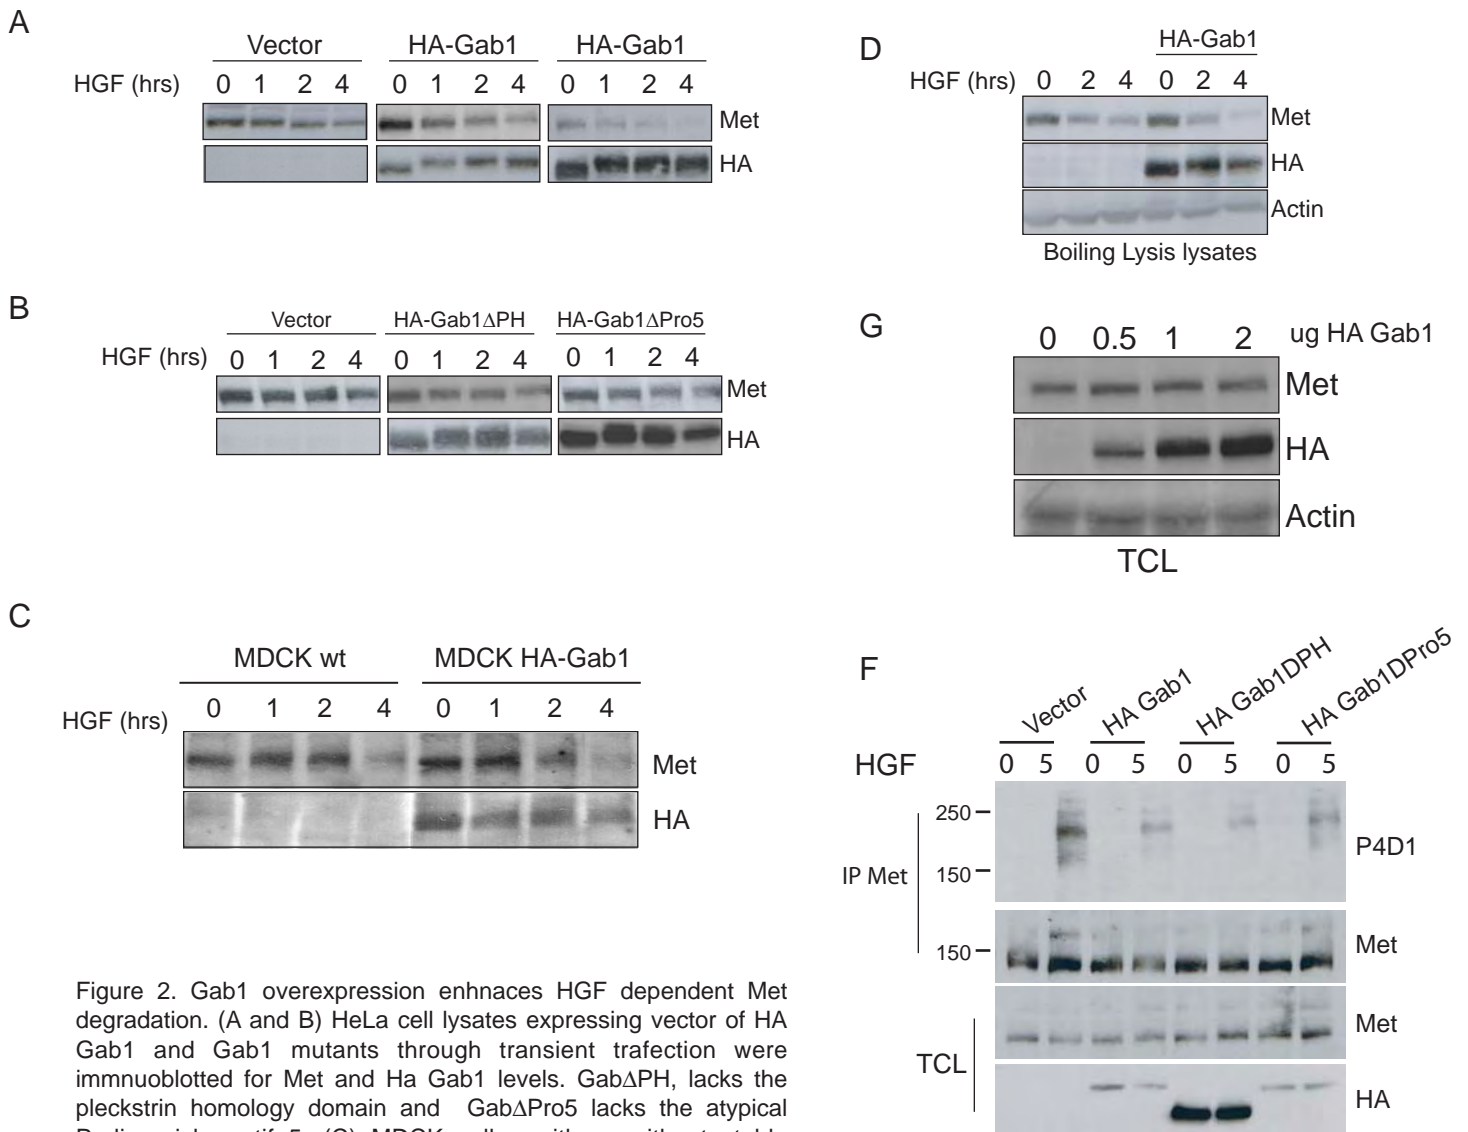 A
Vector HA-Gab1 HA-Gab1
HGF (hrs) 0 1 2 4 0 1 2 4 0 1 2 4
Met
HA
B
Vector HA-Gab1ΔPH HA-Gab1ΔPro5
HGF (hrs) 0 1 2 4 0 1 2 4 0 1 2 4
Met
HA
C
MDCK wt MDCK HA-Gab1
HGF (hrs) 0 1 2 4 0 1 2 4
Met
HA
Figure 2. Gab1 overexpression enhnaces HGF dependent Met
degradation. (A and B) HeLa cell lysates expressing vector of HA
Gab1 and Gab1 mutants through transient trafection were
immnuoblotted for Met and Ha Gab1 levels. GabΔPH, lacks the
pleckstrin homology domain and GabΔPro5 lacks the atypical
D
HA-Gab1
HGF (hrs) 0 2 4 0 2 4
Met
HA
Actin
Boiling Lysis lysates
G
0 0.5 1 2 ug HA Gab1
Met
HA
Actin
TCL
F
Vector HA Gab1 HA Gab1DPH HA Gab1DPro5
HGF 0 5 0 5 0 5 0 5
250
150
P4D1
IP Met
150
Met
Met
TCL
HA